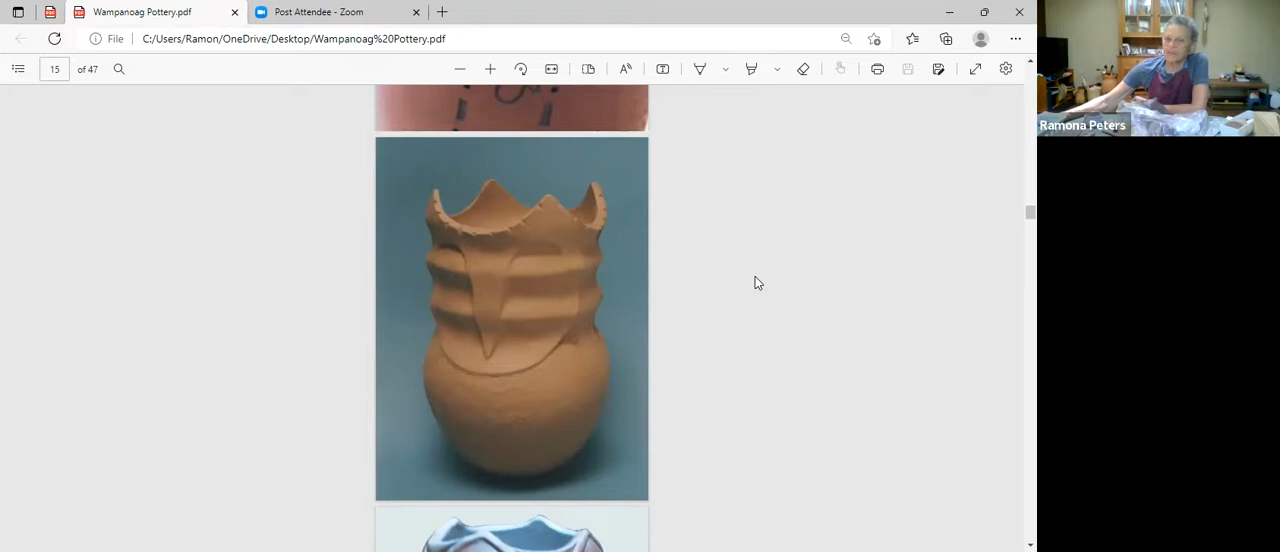 Wampanoag Pottery.pdf
Post Attendee - Zoom
File
C:/Users/Ramon/OneDrive/Desktop/Wampanoag%20Pottery.pdf
15 of 47
Ramona Peters